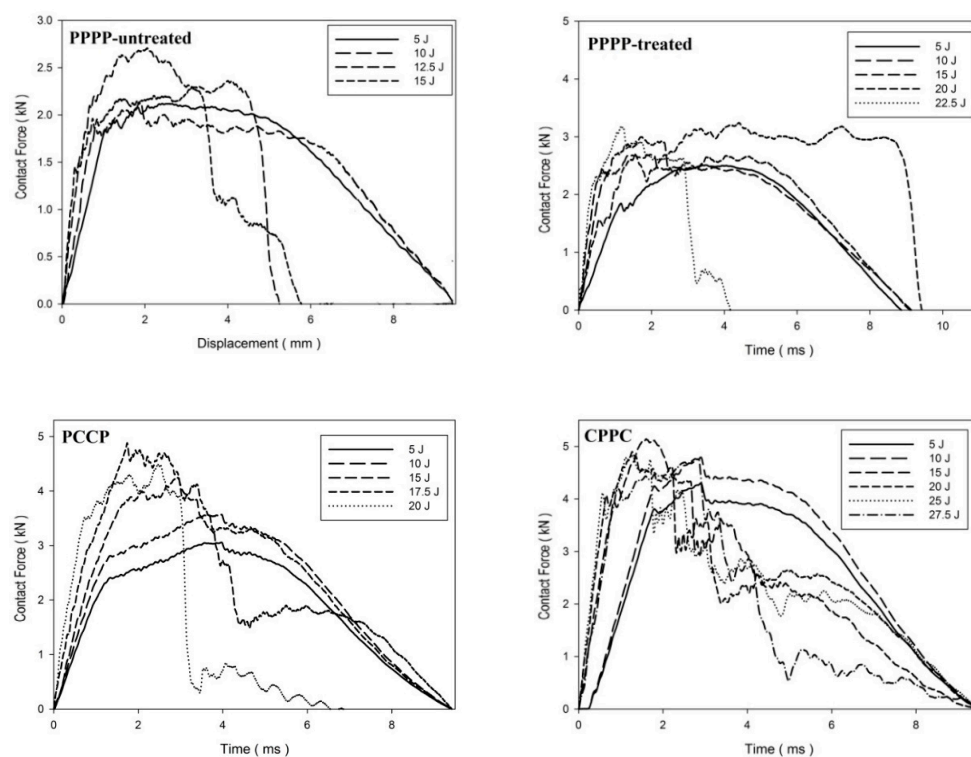 PPPP-untreated
5 J
10 J
12.5 J
15 J
3.0
2.5
2.0
1.5
1.0
0.5
0.0
Contact Force ( kN )
0 2 4 6 8
Displacement ( mm )
PPPP-treated
5 J
10 J
15 J
20 J
22.5 J
5
4
3
2
1
0
Contact Force ( kN )
0 2 4 6 8 10
Time ( ms )
PCCP
5 J
10 J
15 J
17.5 J
20 J
5
4
3
2
1
0
Contact Force ( kN )
0 2 4 6 8
Time ( ms )
CPPC
5 J
10 J
15 J
20 J
25 J
27.5 J
5
4
3
2
1
0
Contact Force ( kN )
0 2 4 6 8
Time ( ms )